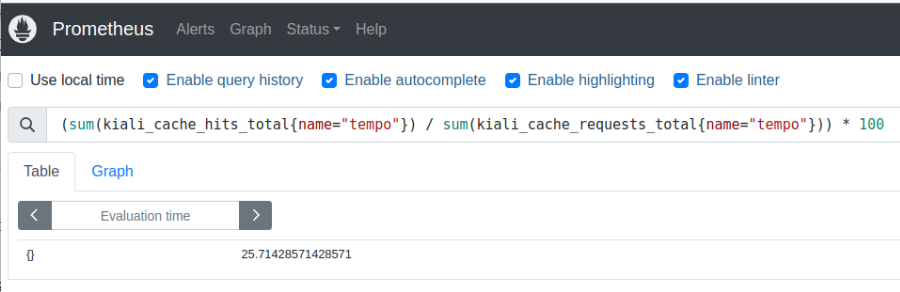 Prometheus Alerts Graph Status Help
Use local time Enable query history Enable autocomplete Enable highlighting Enable linter
(sum(kiali_cache_hits_total{name="tempo"}) / sum(kiali_cache_requests_total{name="tempo"})) * 100
Table Graph
Evaluation time
{} 25.71428571428571